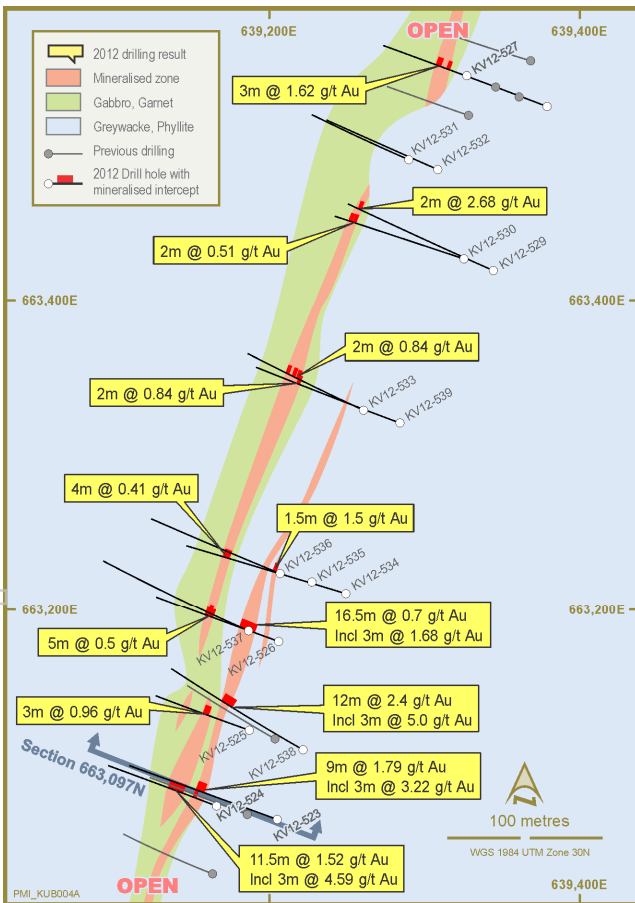 639,200E
639,400E
OPEN
2012 drilling result
Mineralised zone
Gabbro, Garnet
Greywacke, Phyllite
Previous drilling
2012 Drill hole with
mineralised intercept
KV12-527
3m @ 1.62 g/t Au
KV12-531
KV12-532
2m @ 2.68 g/t Au
2m @ 0.51 g/t Au
KV12-530
KV12-529
663,400E
663,400E
2m @ 0.84 g/t Au
2m @ 0.84 g/t Au
KV12-533
KV12-539
4m @ 0.41 g/t Au
1.5m @ 1.5 g/t Au
KV12-536
KV12-535
KV12-534
663,200E
663,200E
16.5m @ 0.7 g/t Au
Incl 3m @ 1.68 g/t Au
5m @ 0.5 g/t Au
KV12-537
KV12-526
12m @ 2.4 g/t Au
Incl 3m @ 5.0 g/t Au
3m @ 0.96 g/t Au
KV12-525
KV12-538
Section 663,097N
9m @ 1.79 g/t Au
Incl 3m @ 3.22 g/t Au
KV12-524
KV12-523
100 metres
WGS 1984 UTM Zone 30N
11.5m @ 1.52 g/t Au
Incl 3m @ 4.59 g/t Au
OPEN
PMI_KUB004A
639,400E